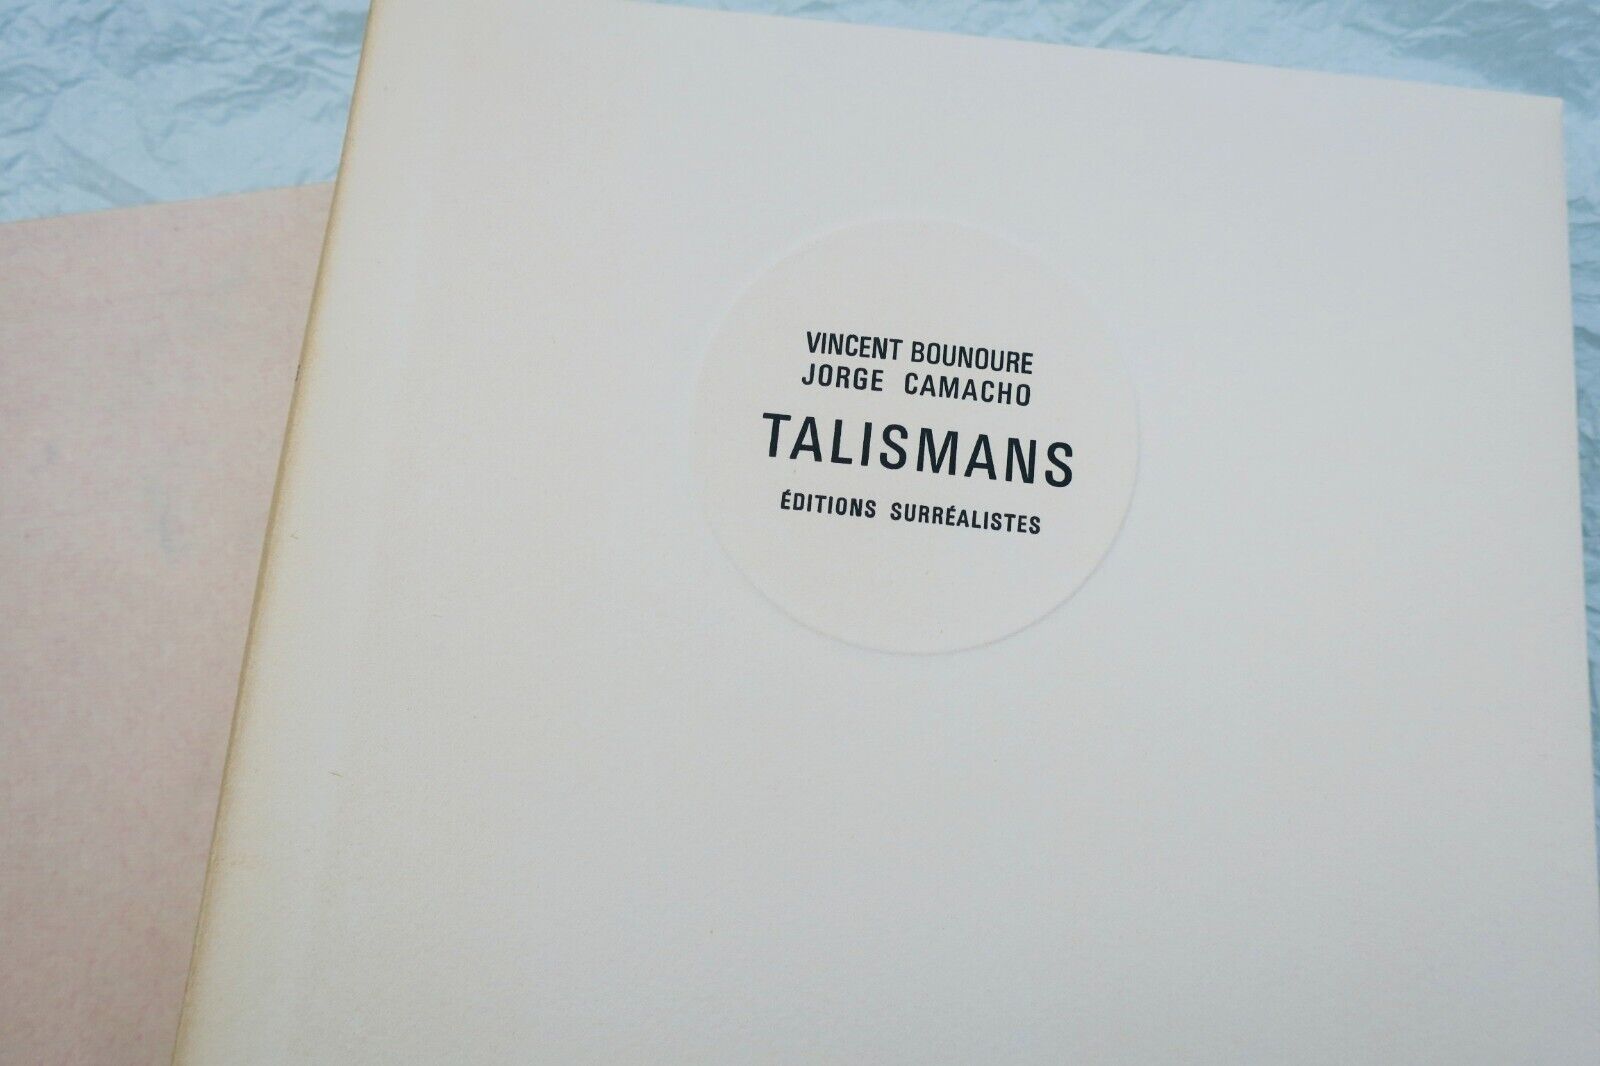 VINCENT BOUNOURE
JORGE CAMACHO
TALISMANS
ÉDITIONS SURRÉALISTES